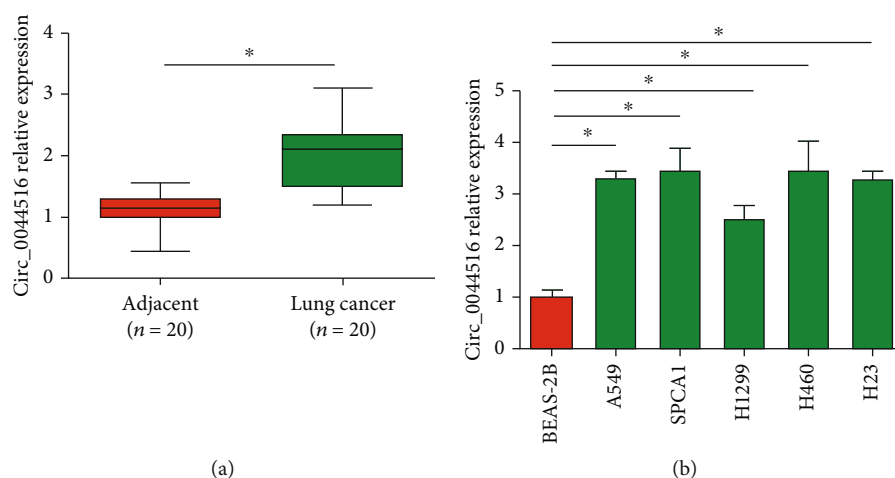 Circ_0044516 relative expression
4
3
2
1
0
*
Adjacent
(n = 20)
Lung cancer
(n = 20)
(a)
Circ_0044516 relative expression
5
4
3
2
1
0
*
*
*
*
*
BEAS-2B
A549
SPCA1
H1299
H460
H23
(b)